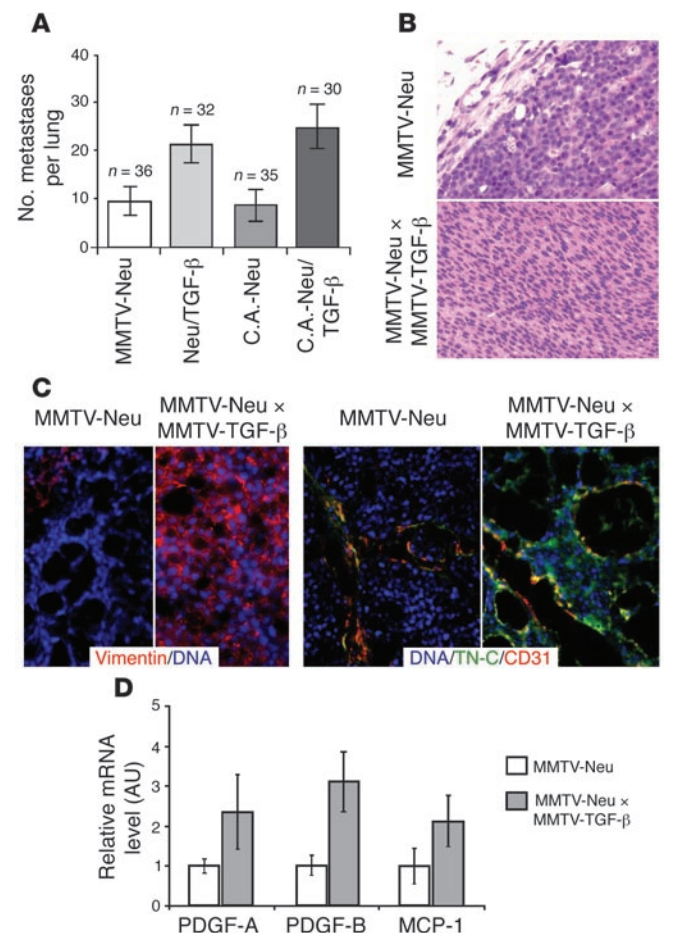 A
No. metastases
per lung
40
30
20
10
0
n = 36
n = 32
n = 35
n = 30
MMTV-Neu
Neu/TGF-β
C.A.-Neu
C.A.-Neu/
TGF-β
B
MMTV-Neu
MMTV-Neu ×
MMTV-TGF-β
C
MMTV-Neu
MMTV-Neu ×
MMTV-TGF-β
MMTV-Neu
MMTV-Neu ×
MMTV-TGF-β
Vimentin/DNA
DNA/TN-C/CD31
D
Relative mRNA
level (AU)
5
4
3
2
1
0
PDGF-A
PDGF-B
MCP-1
MMTV-Neu
MMTV-Neu ×
MMTV-TGF-β